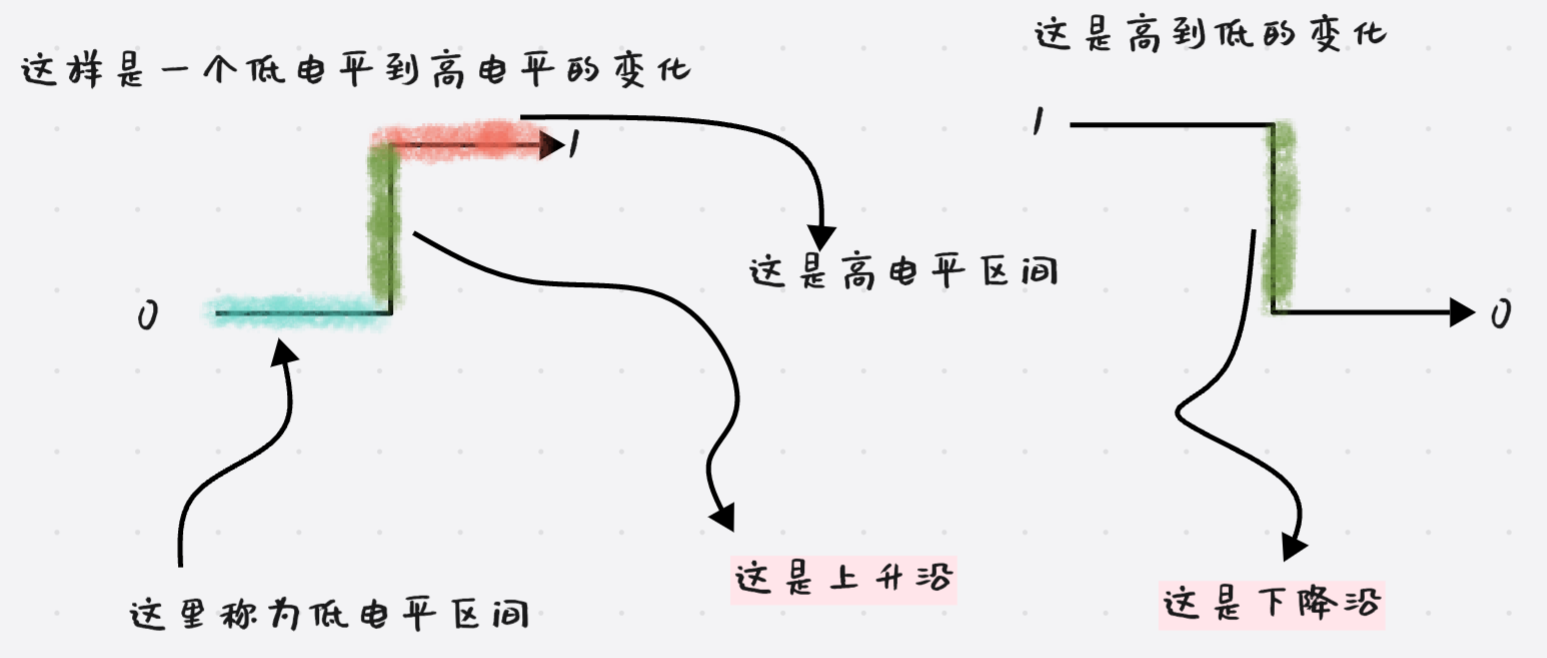 这样是一个低电平到高电平的变化
1
0
这是高电平区间
这里称为低电平区间
这是上升沿
这是高到低的变化
1
0
这是下降沿